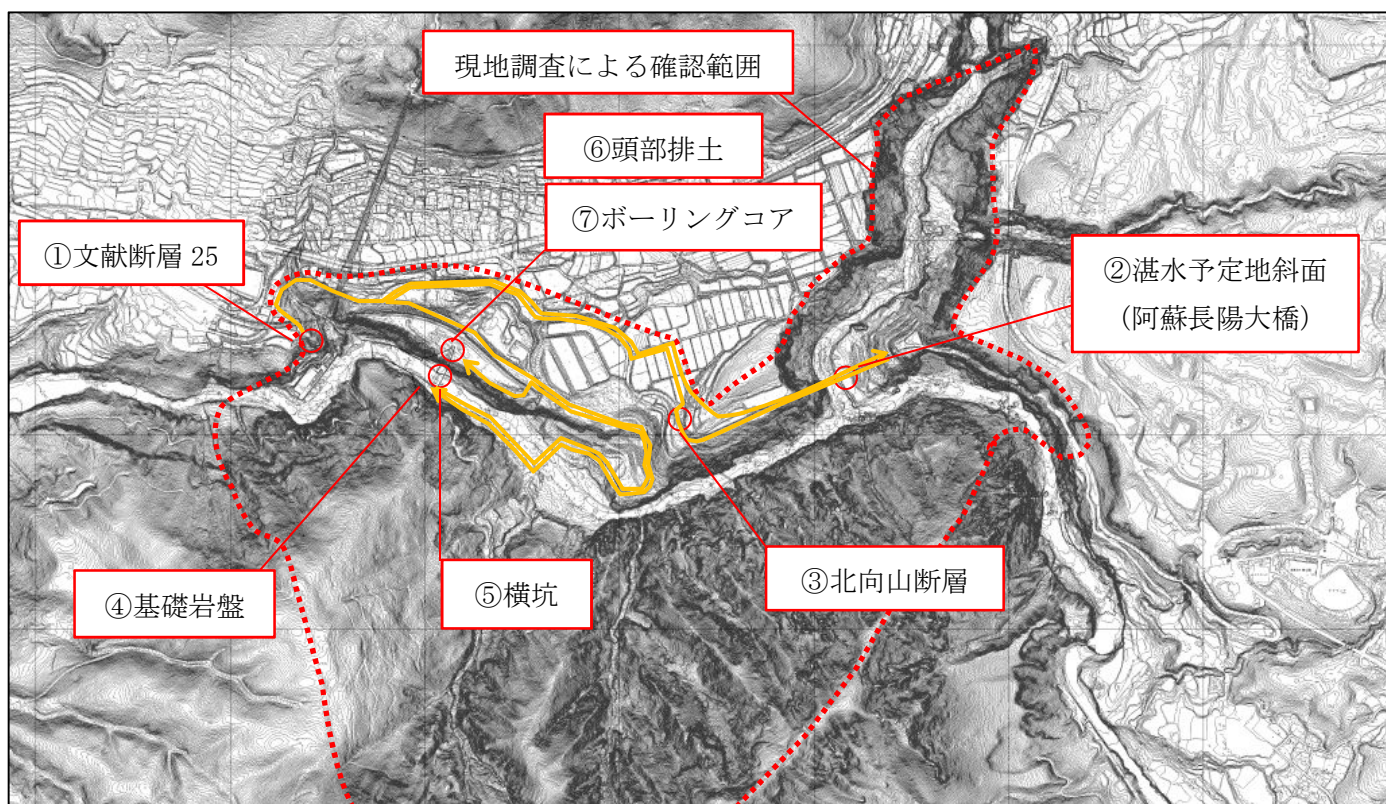 現地調査による確認範囲
⑥頭部排土
⑦ボーリングコア
①文献断層 25
②湛水予定地斜面
(阿蘇長陽大橋)
③北向山断層
⑤横坑
④基礎岩盤